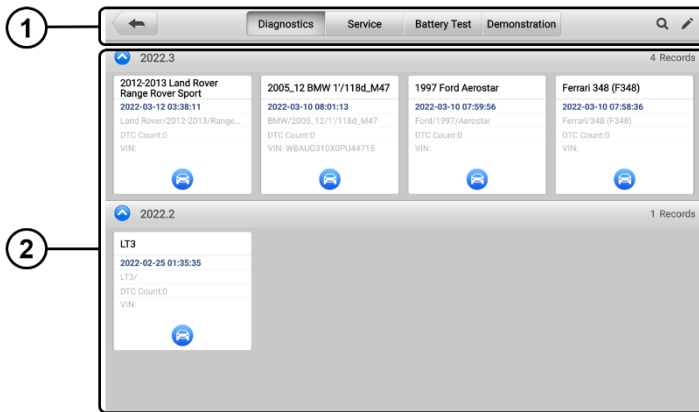 1
Diagnostics Service Battery Test Demonstration
2022.3 4 Records
2012-2013 Land Rover
Range Rover Sport
2022-03-12 03:38:11
Land Rover/2012-2013/Range...
DTC Count:0
VIN:
2005_12 BMW 1'/118d_M47
2022-03-10 08:01:13
BMW/2005_12/1'/118d_M47
DTC Count:0
VIN: WBAUG310X0PU44715
1997 Ford Aerostar
2022-03-10 07:59:56
Ford/1997/Aerostar
DTC Count:0
VIN:
Ferrari 348 (F348)
2022-03-10 07:58:36
Ferrari/348 (F348)
DTC Count:0
VIN:
2
2022.2 1 Records
LT3
2022-02-25 01:35:35
LT3/
DTC Count:0
VIN: